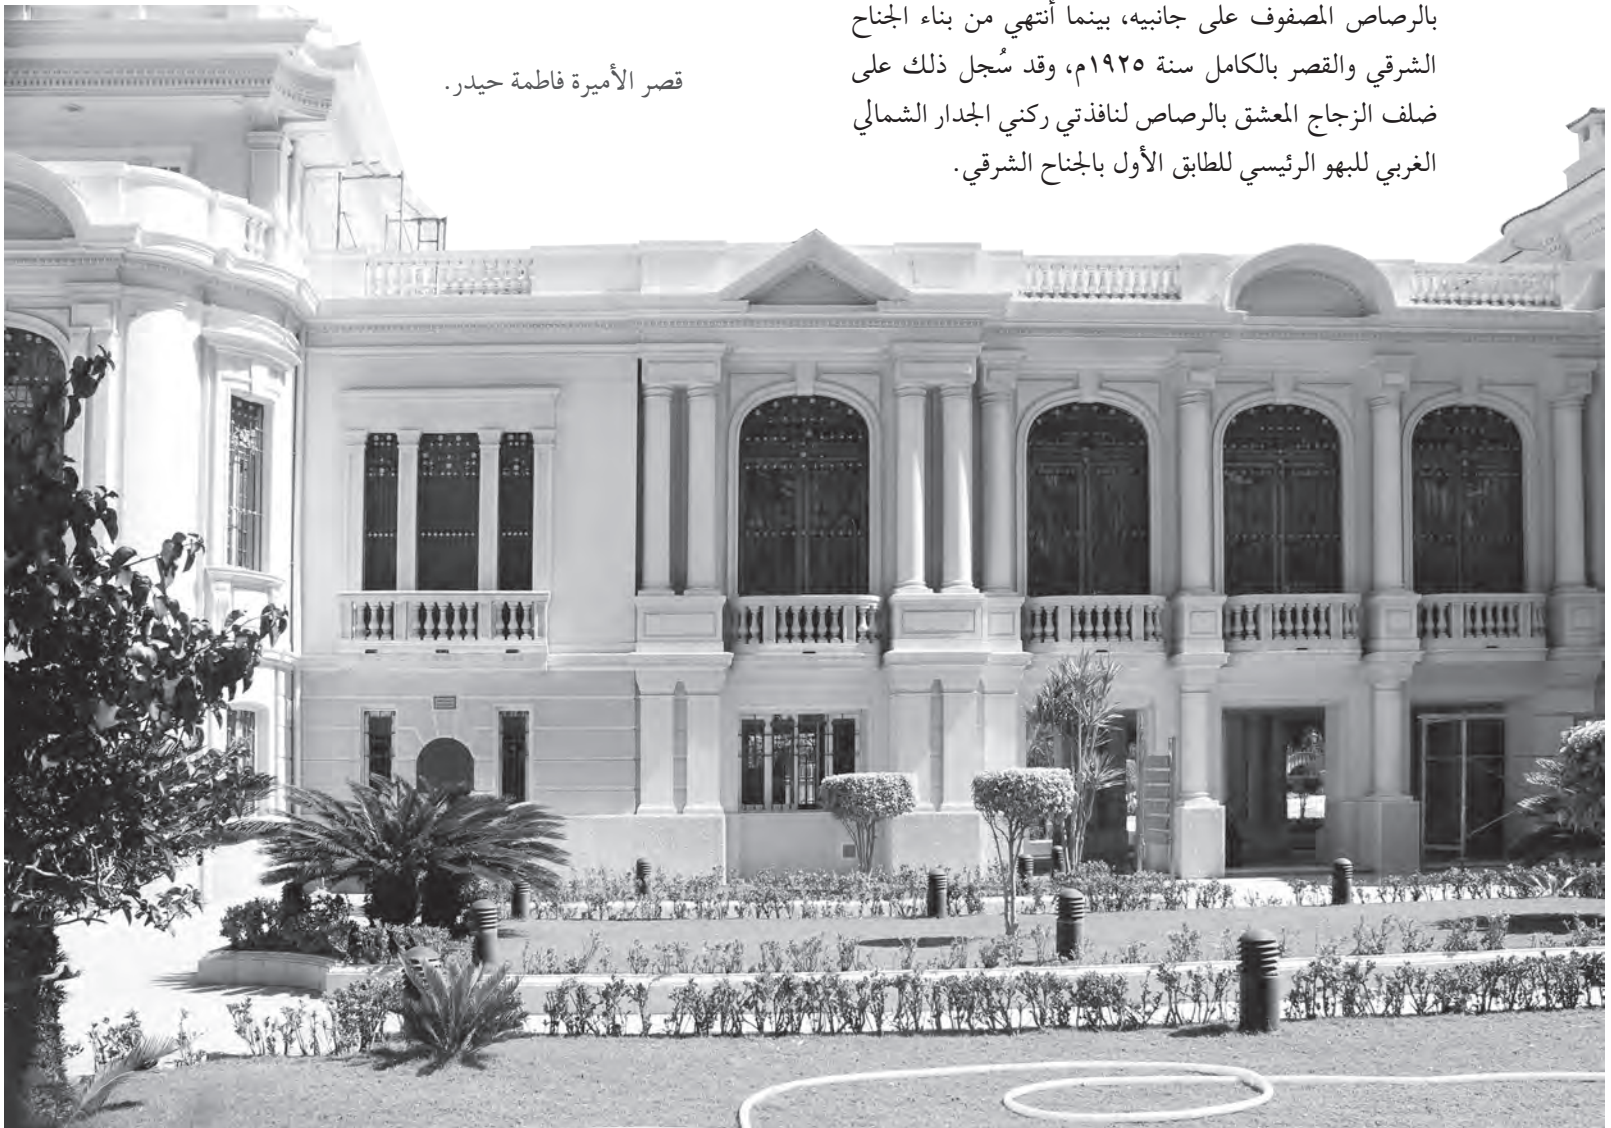 بالرصاص المصفوف على جانبيه، بينما أنتهي من بناء الجناح
الشرقي والقصر بالكامل سنة ١٩٢٥م، وقد سُجل ذلك على
ضلف الزجاج المعشق بالرصاص لنافذتي ركني الجدار الشمالي
الغربي للبهو الرئيسي للطابق الأول بالجناح الشرقي.
قصر الأميرة فاطمة حيدر.